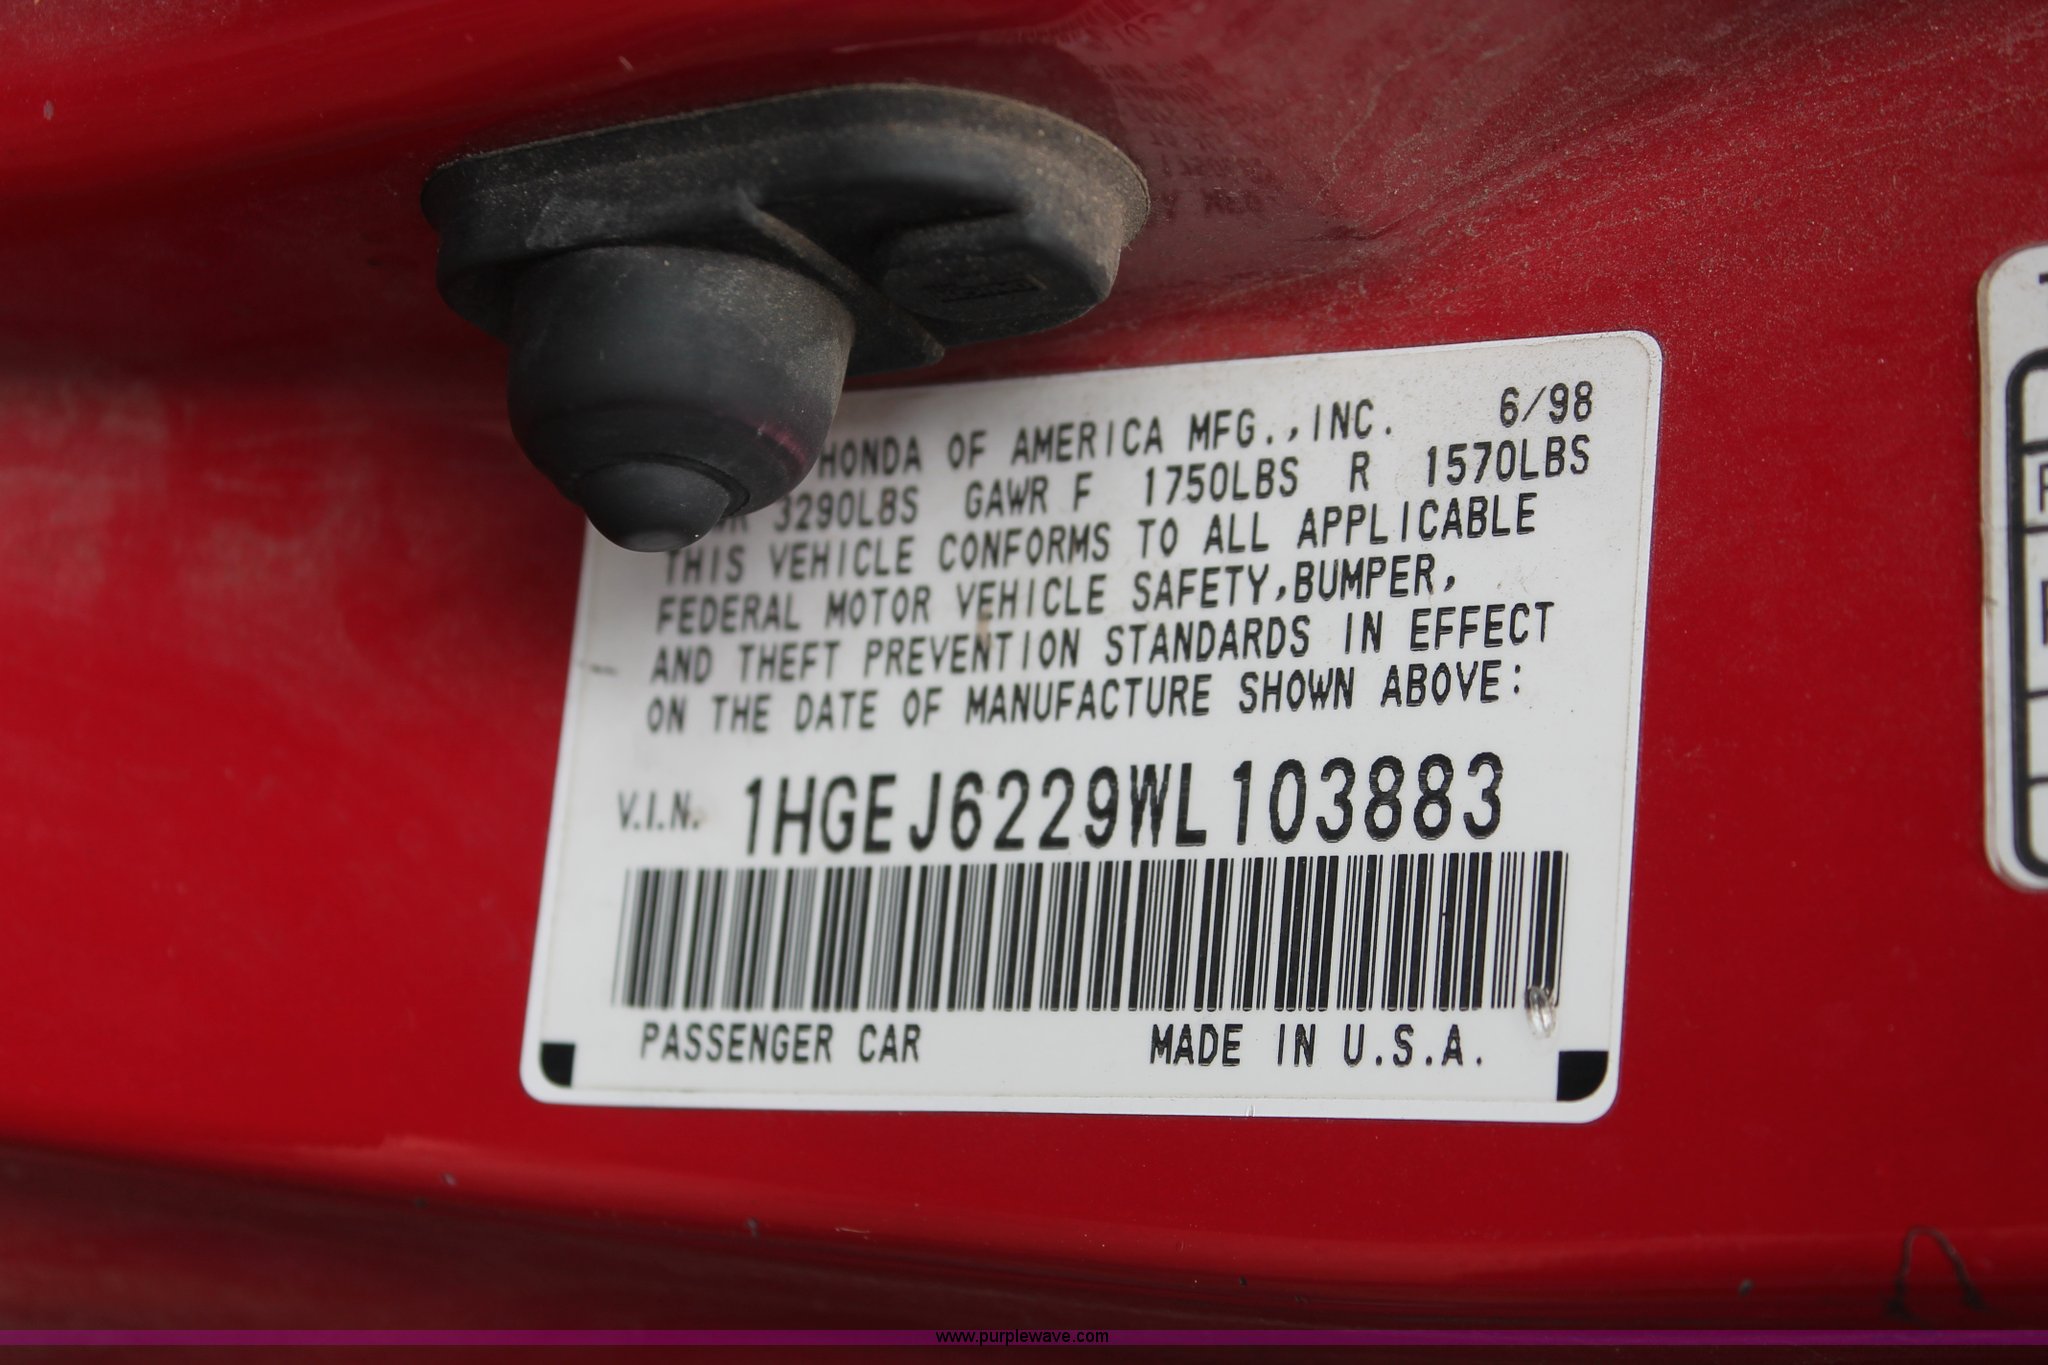 HONDA OF AMERICA MFG.,INC. 6/98
3290LBS GAWR F 1750LBS R 1570LBS
THIS VEHICLE CONFORMS TO ALL APPLICABLE
FEDERAL MOTOR VEHICLE SAFETY,BUMPER,
AND THEFT PREVENTION STANDARDS IN EFFECT
ON THE DATE OF MANUFACTURE SHOWN ABOVE:
V.I.N. 1HGEJ6229WL103883
PASSENGER CAR MADE IN U.S.A.
www.purplewave.com